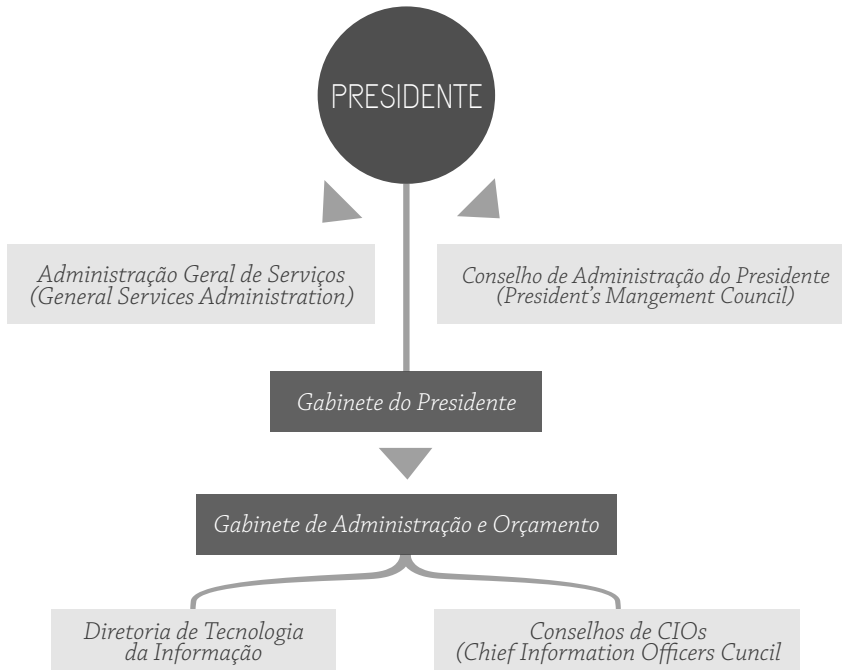 PRESIDENTE
Administração Geral de Serviços
(General Services Administration)
Conselho de Administração do Presidente
(President's Mangement Council)
Gabinete do Presidente
Gabinete de Administração e Orçamento
Diretoria de Tecnologia
da Informação
Conselhos de CIOs
(Chief Information Officers Cuncil